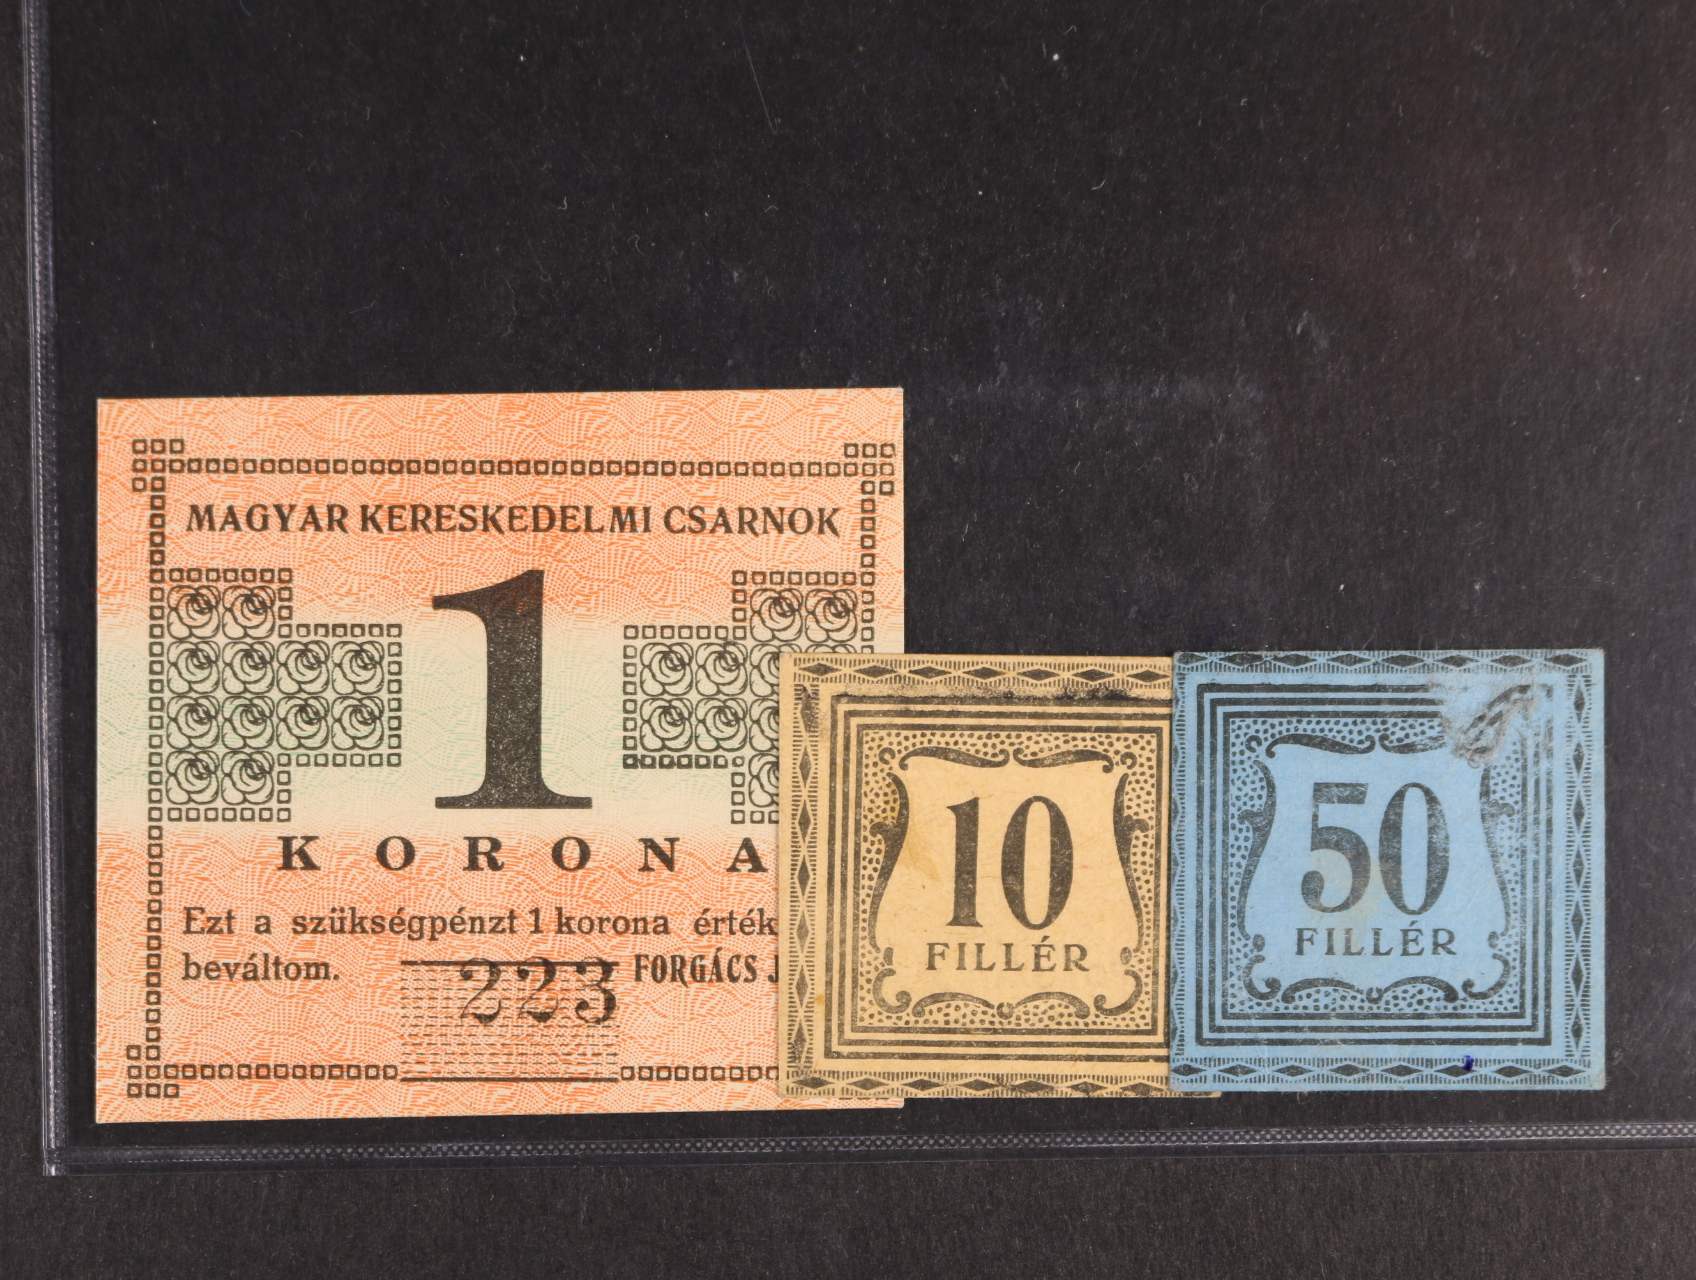 MAGYAR KERESKEDELMI CSARNOK
1
KORONA
Ezt a szükségpénzt 1 korona érték
beváltom.
223
FORGÁCS J
10
FILLÉR
50
FILLÉR